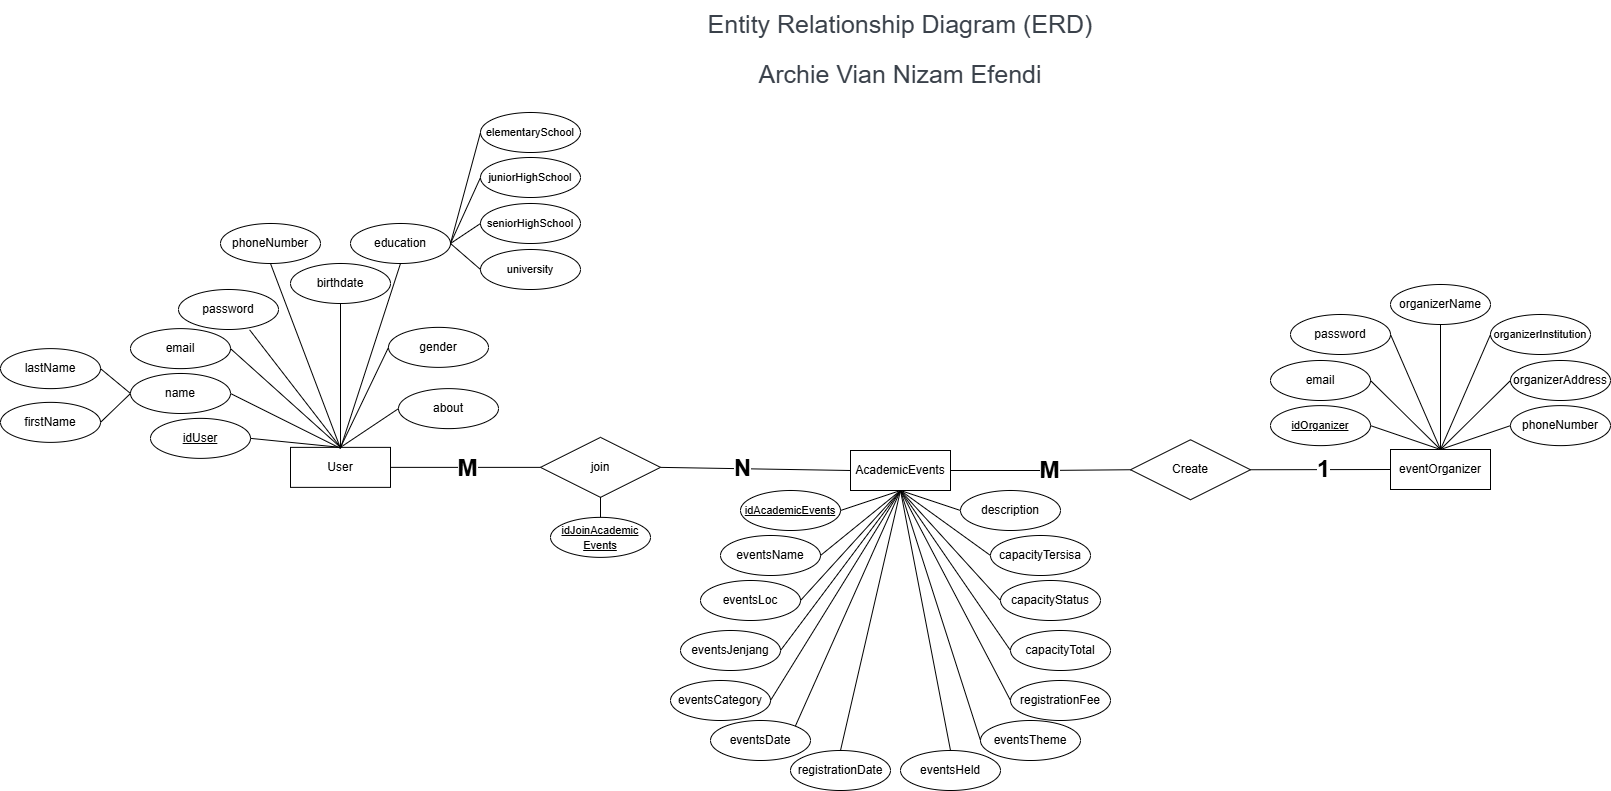 Entity Relationship Diagram (ERD)
Archie Vian Nizam Efendi
elementarySchool
juniorHighSchool
seniorHighSchool
university
phoneNumber
education
birthdate
password
email
gender
lastName
name
about
firstName
idUser
User
M
join
N
idJoinAcademic
Events
AcademicEvents
M
Create
1
eventOrganizer
organizerName
password
organizerInstitution
email
organizerAddress
idOrganizer
phoneNumber
idAcademicEvents
description
eventsName
capacityTersisa
eventsLoc
capacityStatus
eventsJenjang
capacityTotal
eventsCategory
registrationFee
eventsDate
eventsTheme
registrationDate
eventsHeld